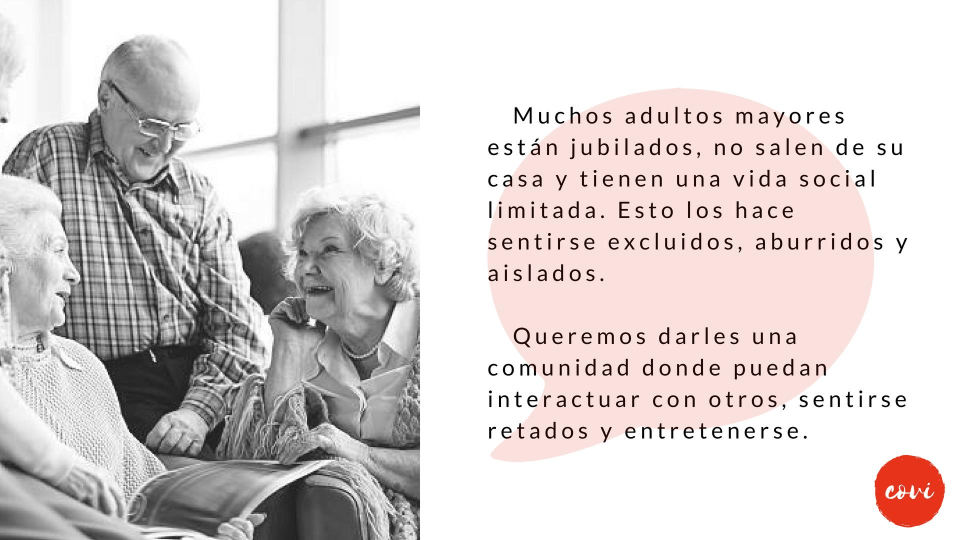 Muchos adultos mayores
están jubilados, no salen de su
casa y tienen una vida social
limitada. Esto los hace
sentirse excluidos, aburridos y
aislados.
Queremos darles una
comunidad donde puedan
interactuar con otros, sentirse
retados y entretenerse.
covi